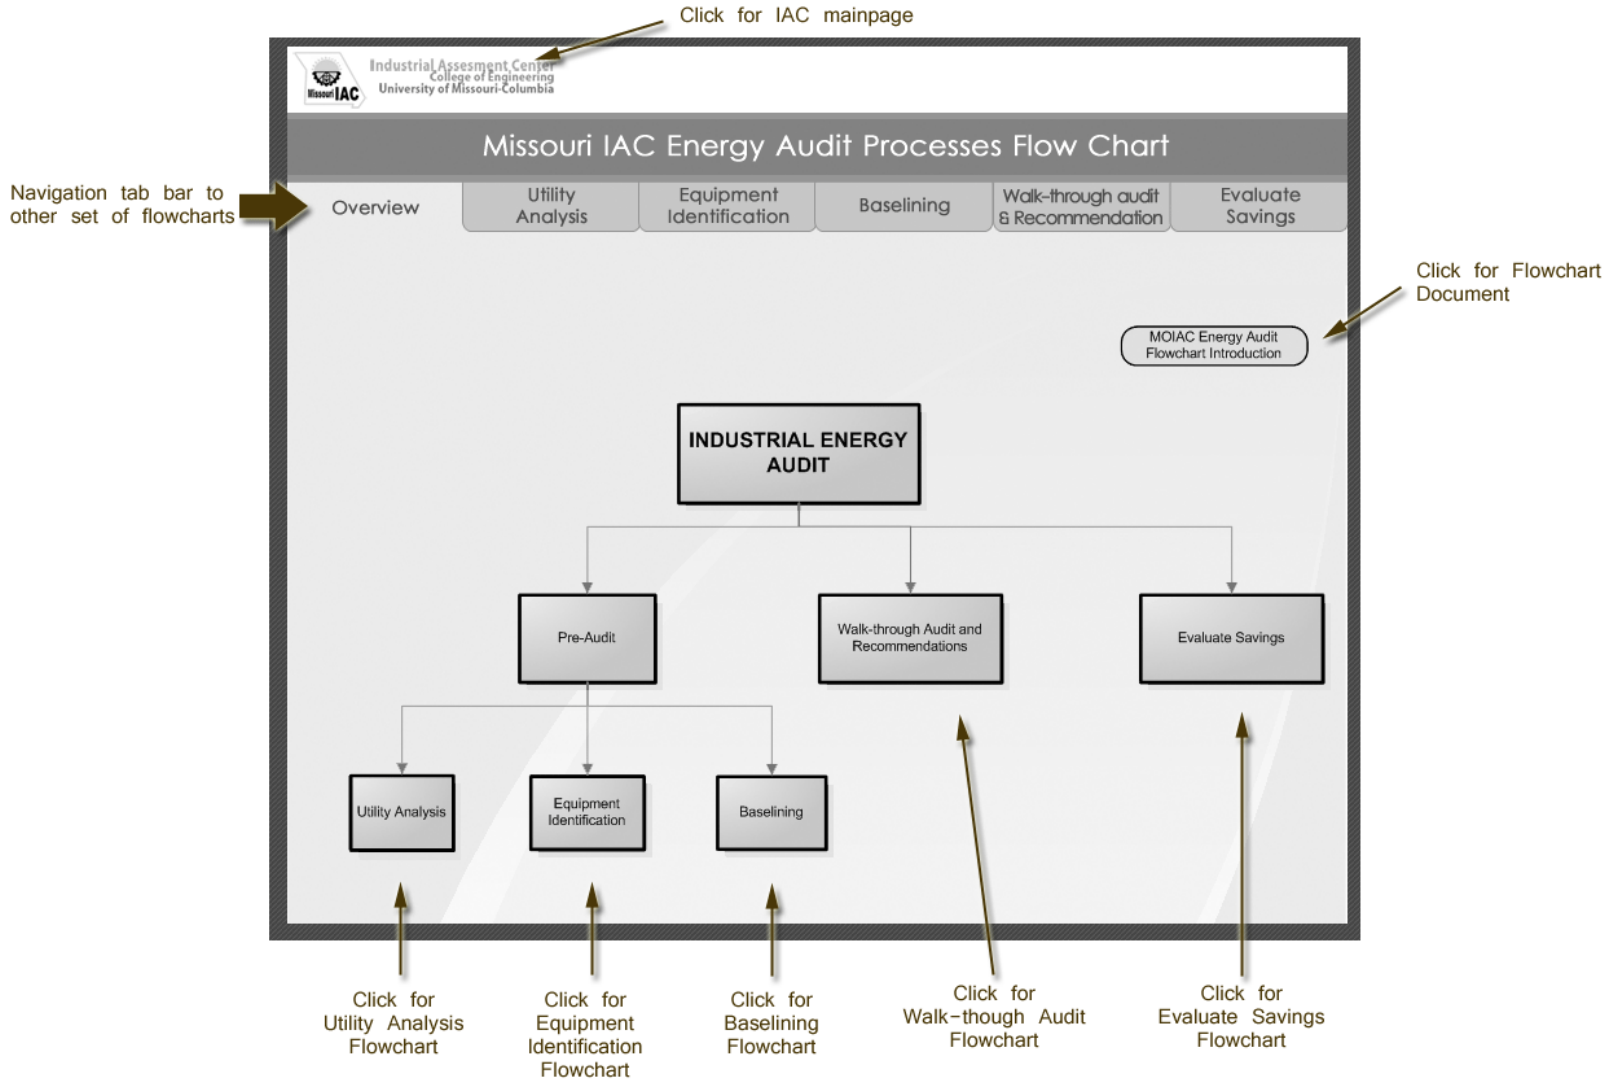 Click for IAC mainpage
Industrial Assesment Center
College of Engineering
University of Missouri-Columbia
Missouri IAC
Missouri IAC Energy Audit Processes Flow Chart
Navigation tab bar to
other set of flowcharts
Overview
Utility
Analysis
Equipment
Identification
Baselining
Walk-through audit
& Recommendation
Evaluate
Savings
Click for Flowchart
Document
MOIAC Energy Audit
Flowchart Introduction
INDUSTRIAL ENERGY
AUDIT
Pre-Audit
Walk-through Audit and
Recommendations
Evaluate Savings
Utility Analysis
Equipment
Identification
Baselining
Click for
Utility Analysis
Flowchart
Click for
Equipment
Identification
Flowchart
Click for
Baselining
Flowchart
Click for
Walk-though Audit
Flowchart
Click for
Evaluate Savings
Flowchart